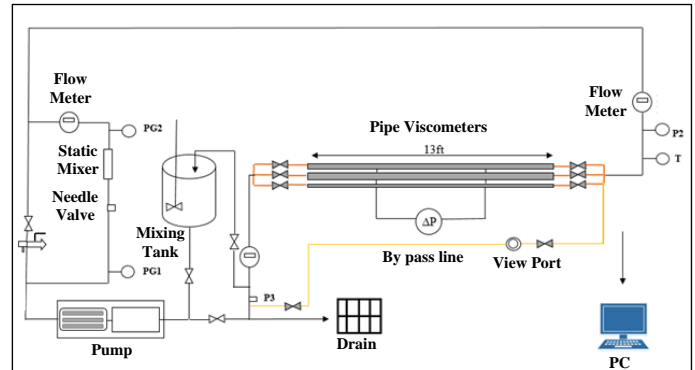 Flow
Meter
PG2
Static
Mixer
Needle
Valve
PG1
Mixing
Tank
Pump
P3
Pipe Viscometers
13ft
ΔP
By pass line
View Port
Drain
Flow
Meter
P2
T
PC